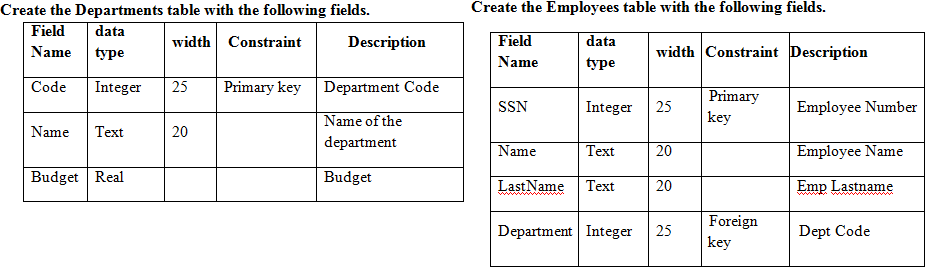 Create the Departments table with the following fields.
Field Name data type width Constraint Description
Code Integer 25 Primary key Department Code
Name Text 20 Name of the department
Budget Real Budget
Create the Employees table with the following fields.
Field Name data type width Constraint Description
SSN Integer 25 Primary key Employee Number
Name Text 20 Employee Name
LastName Text 20 Emp Lastname
Department Integer 25 Foreign key Dept Code